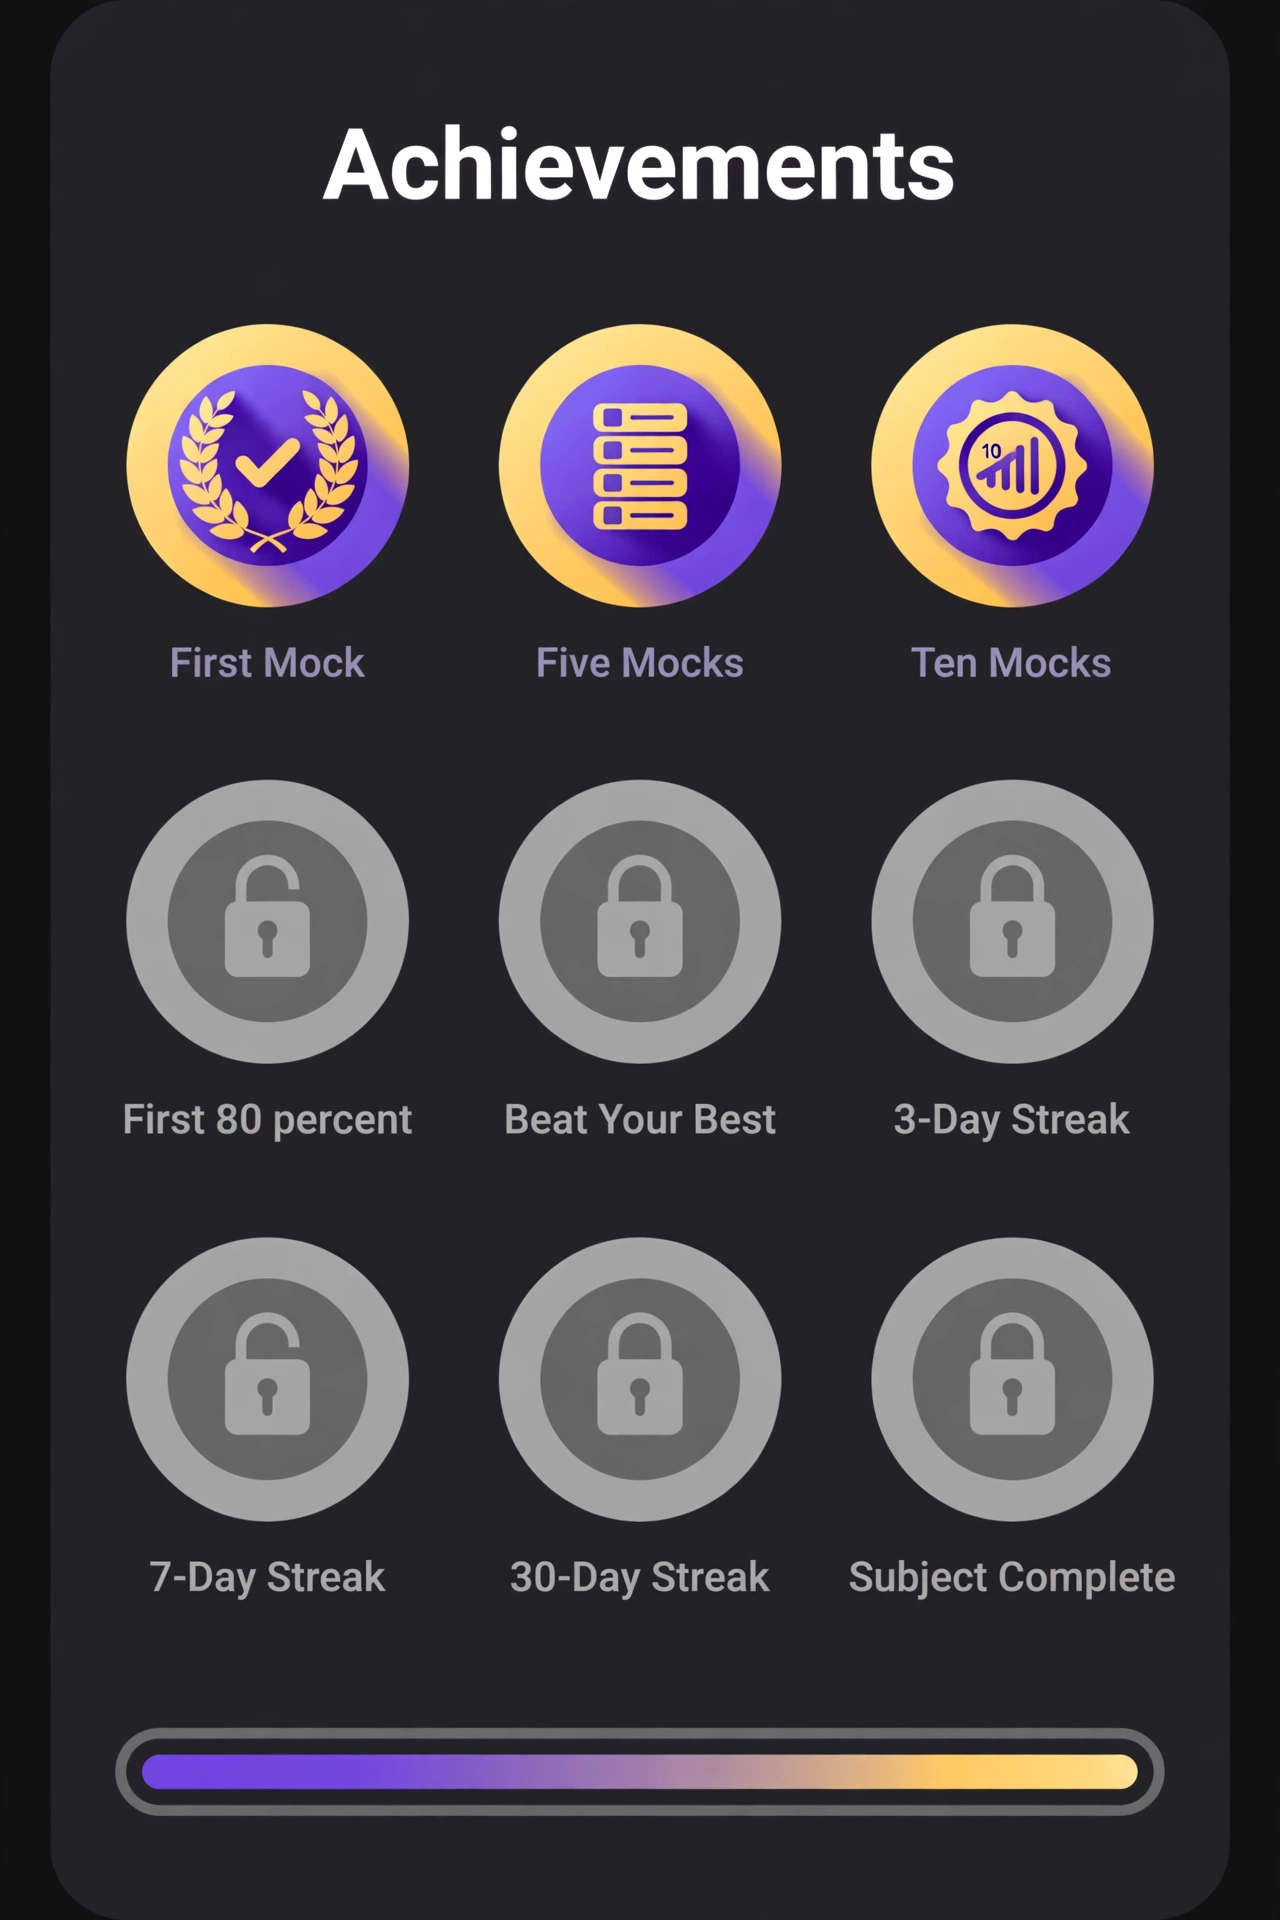 Achievements
10
First Mock
Five Mocks
Ten Mocks
First 80 percent
Beat Your Best
3-Day Streak
7-Day Streak
30-Day Streak
Subject Complete